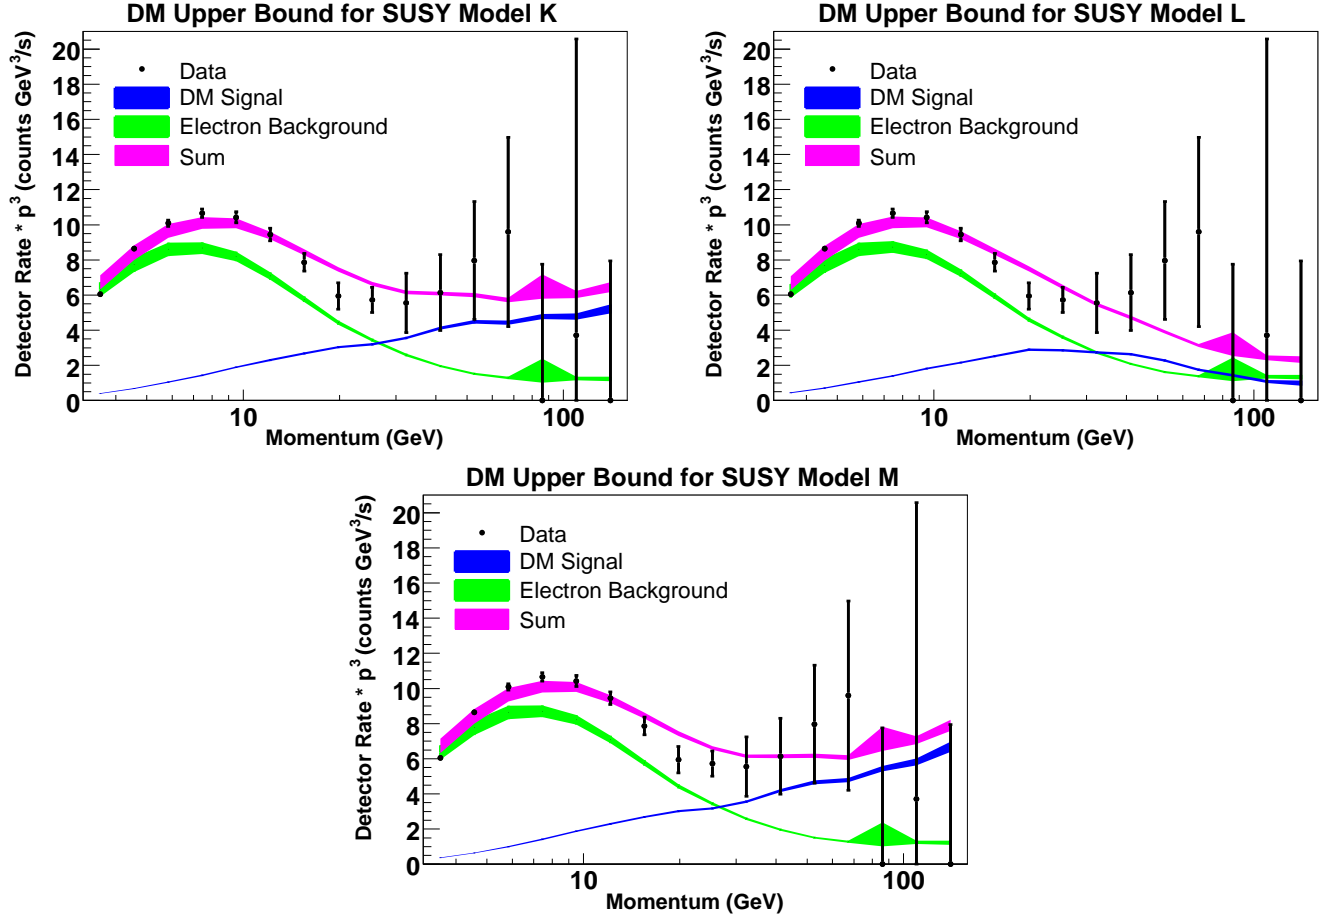 DM Upper Bound for SUSY Model K
Detector Rate * p³ (counts GeV³/s)
20
18
16
14
12
10
8
6
4
2
0
Data
DM Signal
Electron Background
Sum
10
100
Momentum (GeV)
DM Upper Bound for SUSY Model L
Detector Rate * p³ (counts GeV³/s)
20
18
16
14
12
10
8
6
4
2
0
Data
DM Signal
Electron Background
Sum
10
100
Momentum (GeV)
DM Upper Bound for SUSY Model M
Detector Rate * p³ (counts GeV³/s)
20
18
16
14
12
10
8
6
4
2
0
Data
DM Signal
Electron Background
Sum
10
100
Momentum (GeV)